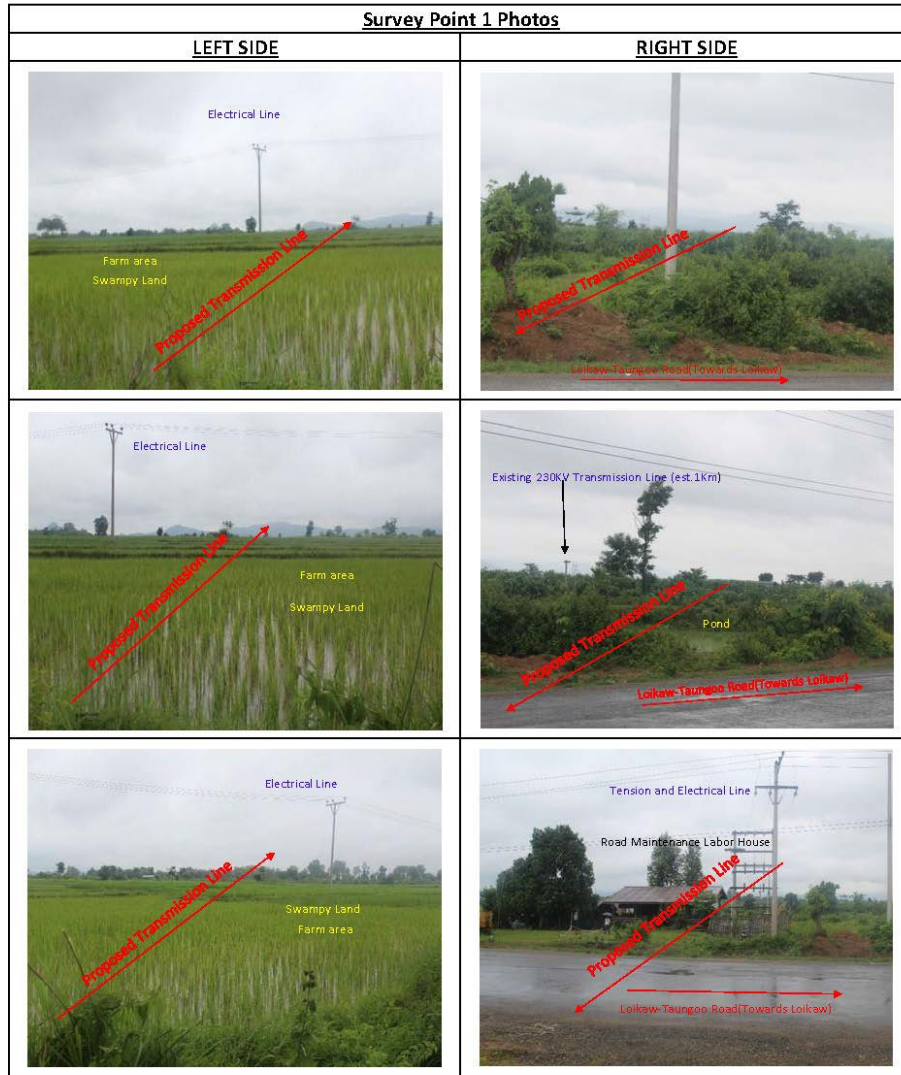 Survey Point 1 Photos
LEFT SIDE
RIGHT SIDE
Electrical Line
Farm area
Swampy Land
Proposed Transmission Line
Proposed Transmission Line
Loikaw-Taungoo Road(Towards Loikaw)
Electrical Line
Farm area
Swampy Land
Proposed Transmission Line
Existing 230KV Transmission Line (est.1Km)
Proposed Transmission Line
Pond
Loikaw-Taungoo Road(Towards Loikaw)
Electrical Line
Swampy Land
Farm area
Proposed Transmission Line
Tension and Electrical Line
Road Maintenance Labor House
Proposed Transmission Line
Loikaw-Taungoo Road(Towards Loikaw)